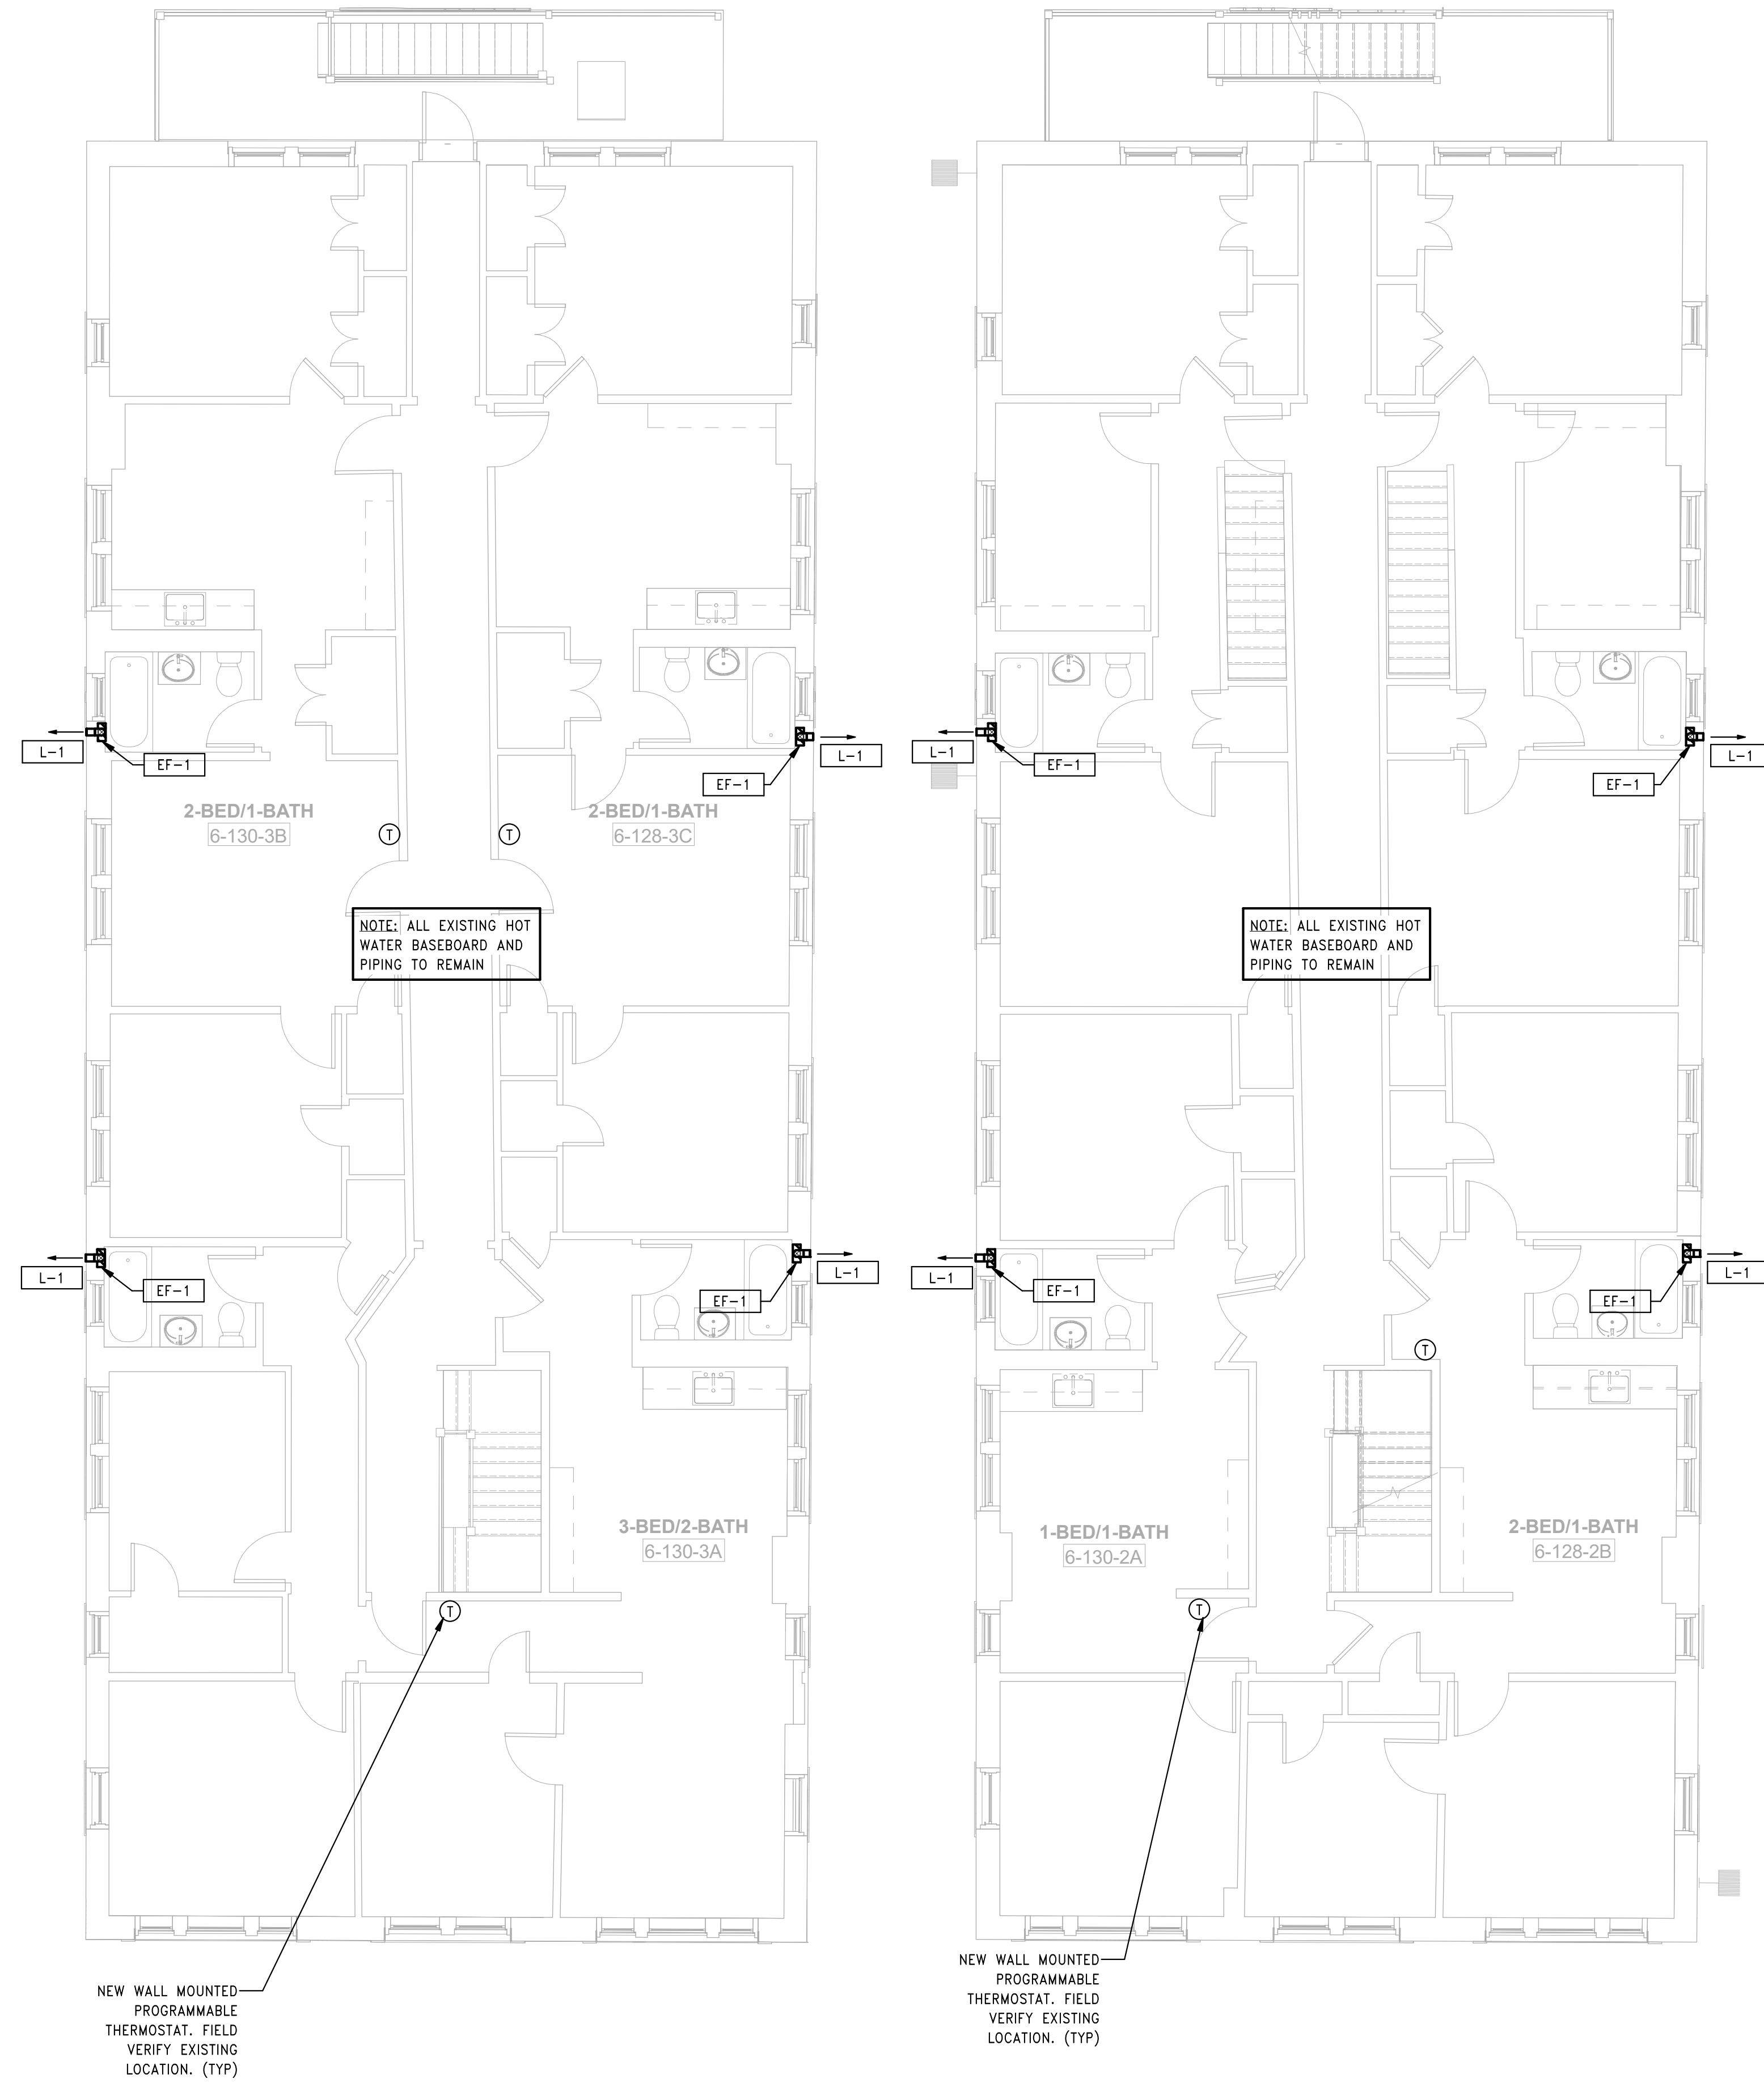 L-1
EF-1
EF-1
L-1
2-BED/1-BATH
6-130-3B
2-BED/1-BATH
6-128-3C
T
T
NOTE: ALL EXISTING HOT
WATER BASEBOARD AND
PIPING TO REMAIN
L-1
EF-1
EF-1
L-1
3-BED/2-BATH
6-130-3A
T
NEW WALL MOUNTED
PROGRAMMABLE
THERMOSTAT. FIELD
VERIFY EXISTING
LOCATION. (TYP)
L-1
EF-1
EF-1
L-1
NOTE: ALL EXISTING HOT
WATER BASEBOARD AND
PIPING TO REMAIN
L-1
EF-1
EF-1
L-1
T
1-BED/1-BATH
6-130-2A
2-BED/1-BATH
6-128-2B
T
NEW WALL MOUNTED
PROGRAMMABLE
THERMOSTAT. FIELD
VERIFY EXISTING
LOCATION. (TYP)